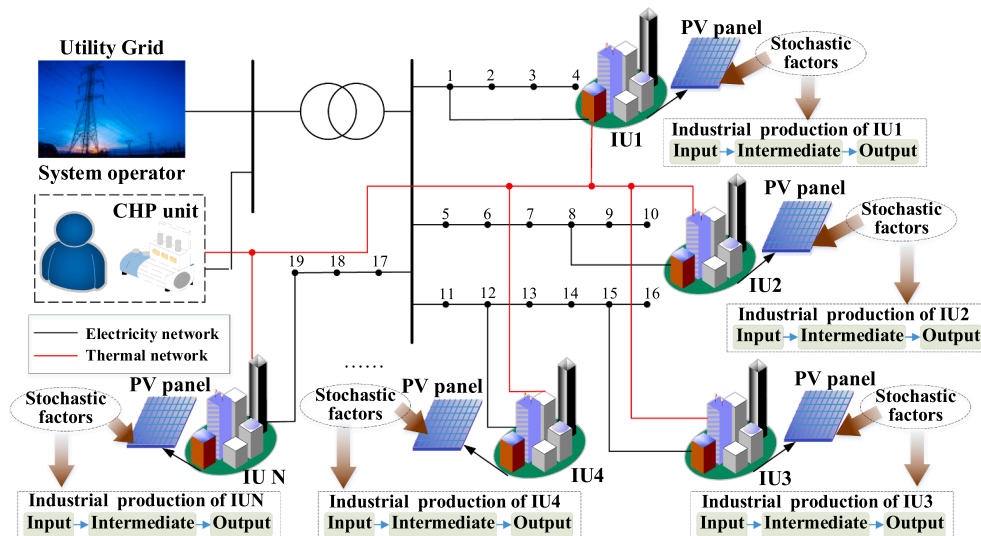 Utility Grid
System operator
CHP unit
Electricity network
Thermal network
1 2 3 4
IU1
PV panel
Stochastic
factors
Industrial production of IU1
Input Intermediate Output
5 6 7 8 9 10
IU2
PV panel
Stochastic
factors
Industrial production of IU2
Input Intermediate Output
19 18 17
11 12 13 14 15 16
......
Stochastic
factors
PV panel
IU N
Industrial production of IUN
Input Intermediate Output
Stochastic
factors
PV panel
IU4
Industrial production of IU4
Input Intermediate Output
IU3
PV panel
Stochastic
factors
Industrial production of IU3
Input Intermediate Output